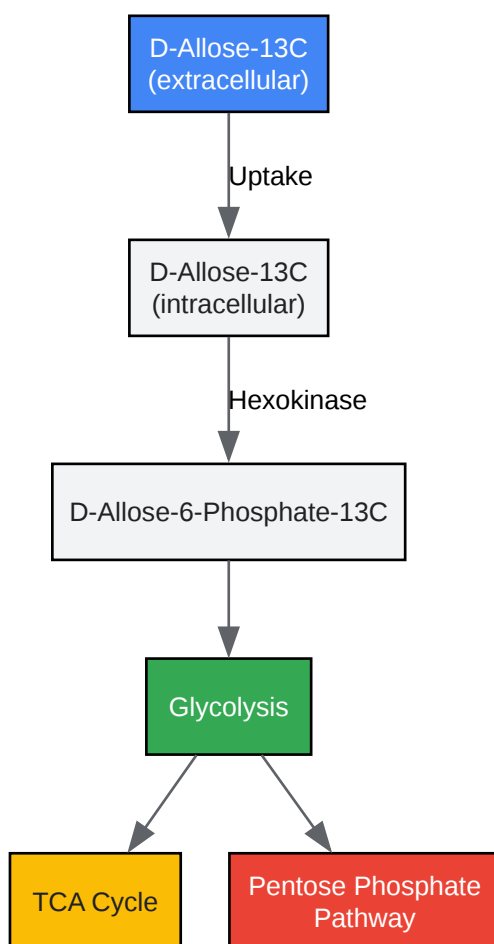 D-Allose-13C
(extracellular)
Uptake
D-Allose-13C
(intracellular)
Hexokinase
D-Allose-6-Phosphate-13C
Glycolysis
TCA Cycle
Pentose Phosphate
Pathway